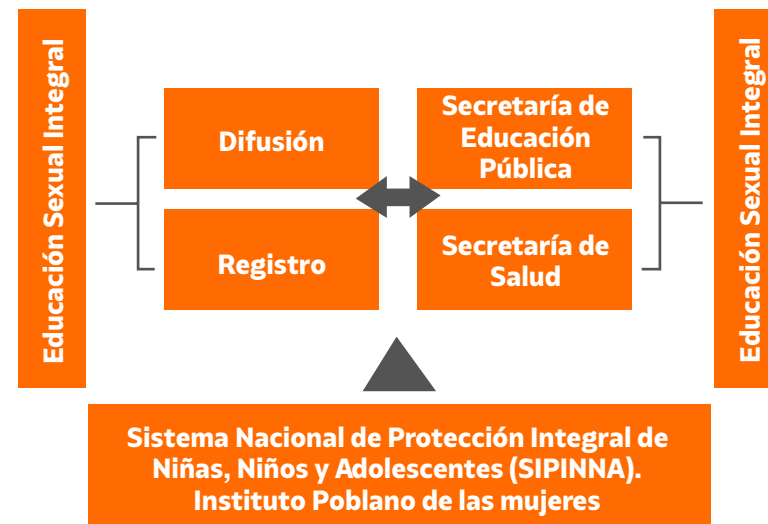 Educación Sexual Integral
Difusión
Secretaría de
Educación
Pública
Registro
Secretaría de
Salud
Educación Sexual Integral
Sistema Nacional de Protección Integral de
Niñas, Niños y Adolescentes (SIPINNA).
Instituto Poblano de las mujeres